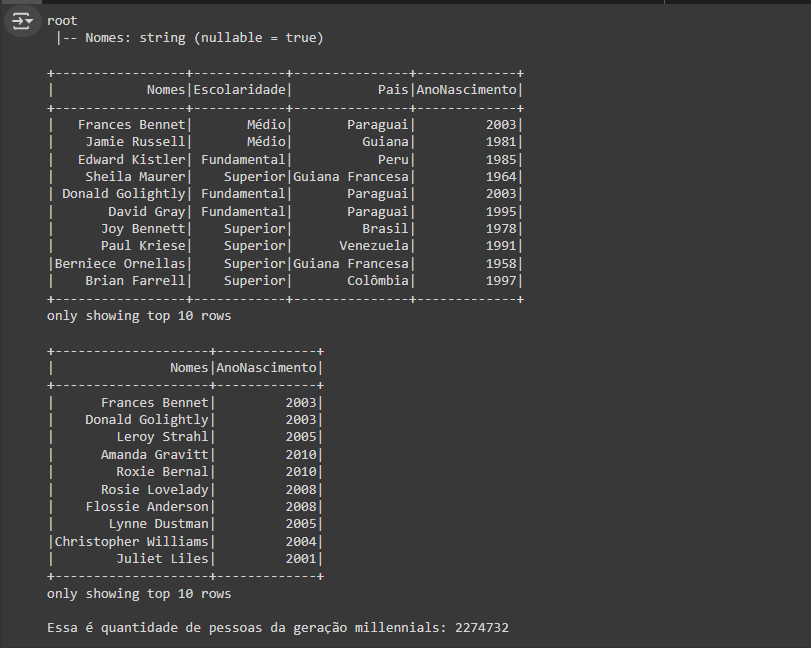 root
 |-- Nomes: string (nullable = true)

+-----------------+------------+---------------+-------------+
|            Nomes|Escolaridade|           Pais|AnoNascimento|
+-----------------+------------+---------------+-------------+
|   Frances Bennet|       Médio|       Paraguai|         2003|
|    Jamie Russell|       Médio|         Guiana|         1981|
|   Edward Kistler| Fundamental|           Peru|         1985|
|    Sheila Maurer|    Superior|Guiana Francesa|         1964|
| Donald Golightly| Fundamental|       Paraguai|         2003|
|       David Gray| Fundamental|       Paraguai|         1995|
|      Joy Bennett|    Superior|         Brasil|         1978|
|      Paul Kriese|    Superior|      Venezuela|         1991|
|Berniece Ornellas|    Superior|Guiana Francesa|         1958|
|    Brian Farrell|    Superior|       Colômbia|         1997|
+-----------------+------------+---------------+-------------+
only showing top 10 rows

+--------------------+-------------+
|               Nomes|AnoNascimento|
+--------------------+-------------+
|      Frances Bennet|         2003|
|    Donald Golightly|         2003|
|        Leroy Strahl|         2005|
|      Amanda Gravitt|         2010|
|        Roxie Bernal|         2010|
|      Rosie Lovelady|         2008|
|    Flossie Anderson|         2008|
|       Lynne Dustman|         2005|
|Christopher Williams|         2004|
|        Juliet Liles|         2001|
+--------------------+-------------+
only showing top 10 rows

Essa é quantidade de pessoas da geração millennials: 2274732